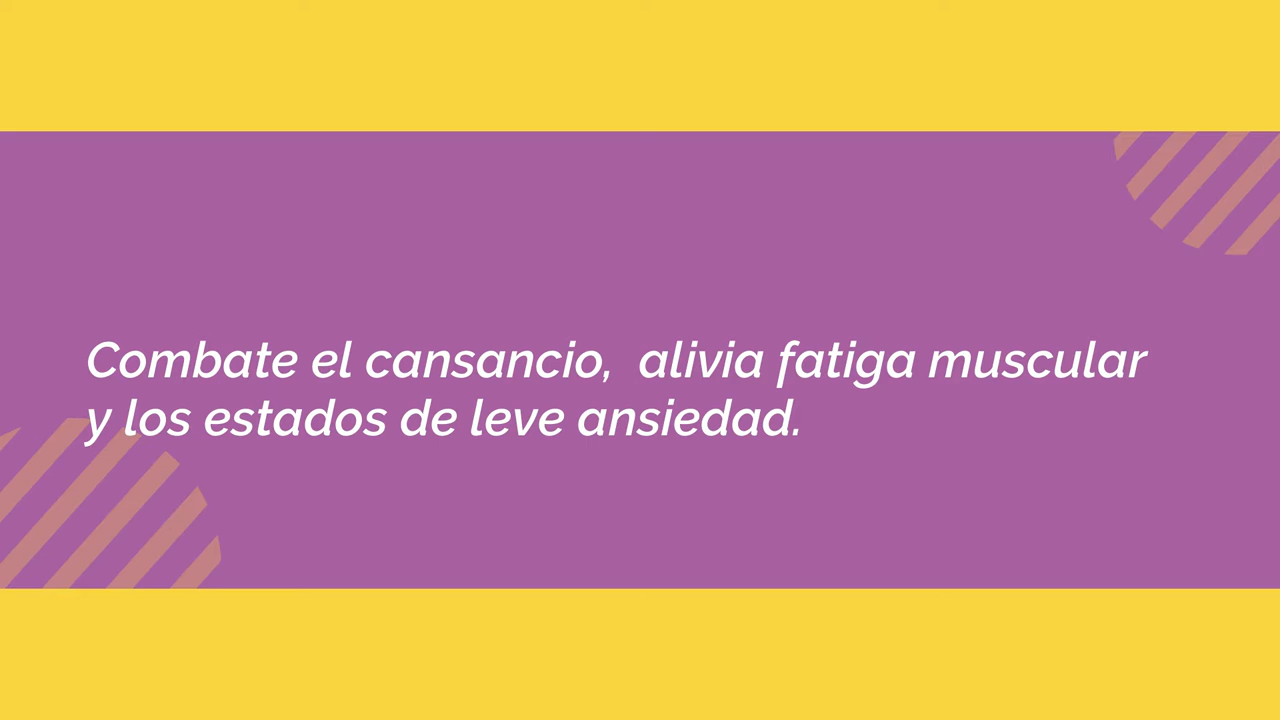 Combate el cansancio,  alivia fatiga muscular
y los estados de leve ansiedad.